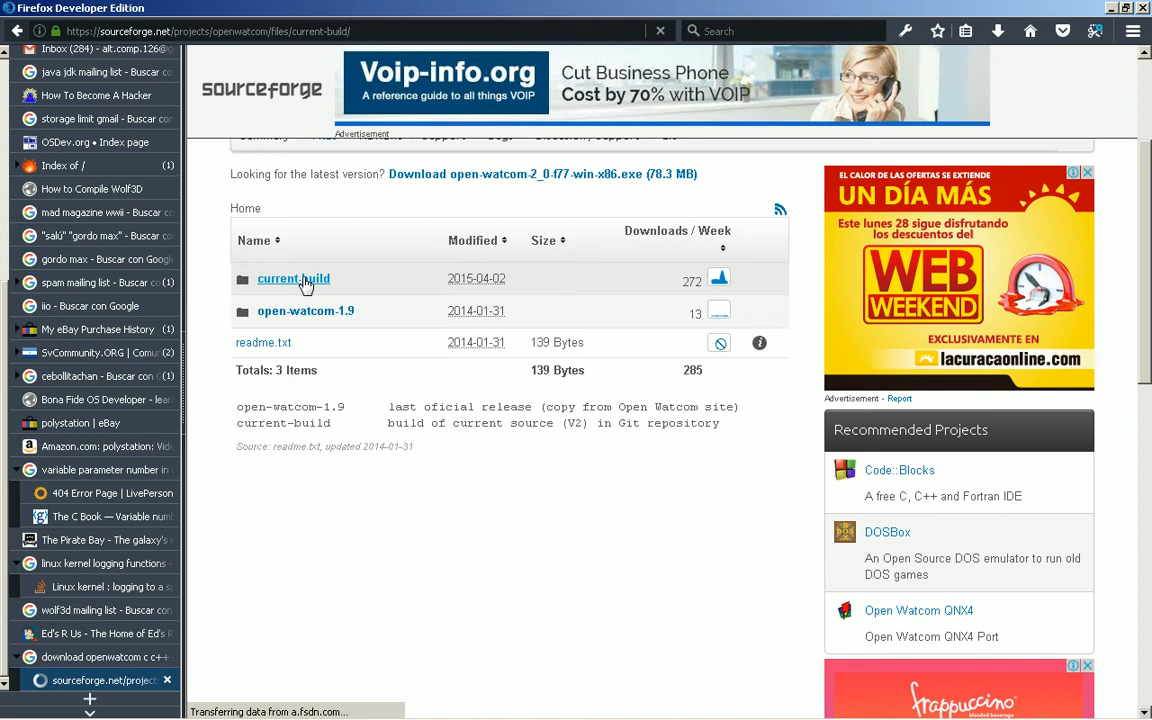 Firefox Developer Edition
https://sourceforge.net/projects/openwatcom/files/current-build/
Search
Inbox (284) - alt.comp.126@g
java jdk mailing list - Buscar co
How To Become A Hacker
storage limit gmail - Buscar con
OSDev.org • Index page
Index of / (1)
How to Compile Wolf3D
mad magazine wwii - Buscar co
"salú" "gordo max" - Buscar co
gordo max - Buscar con Google
spam mailing list - Buscar (1)
iio - Buscar con Google
My eBay Purchase History (1)
SvCommunity.ORG | Comu (2)
cebollitachan - Buscar con (1)
Bona Fide OS Developer - lear
polystation | eBay
Amazon.com: polystation: Vide
variable parameter number in
404 Error Page | LivePerson
The C Book — Variable numb
The Pirate Bay - The galaxy's
linux kernel logging functions -
Linux kernel : logging to a sp
wolf3d mailing list - Buscar con
Ed's R Us - The Home of Ed's R
download openwatcom c c++
sourceforge.net/project
sourceforge
Voip-info.org
A reference guide to all things VOIP
Cut Business Phone
Cost by 70% with VOIP
Advertisement
Looking for the latest version? Download open-watcom-2_0-f77-win-x86.exe (78.3 MB)
Home
Name Modified Size Downloads / Week
current-build 2015-04-02 272
open-watcom-1.9 2014-01-31 13
readme.txt 2014-01-31 139 Bytes
Totals: 3 Items 139 Bytes 285
open-watcom-1.9 last oficial release (copy from Open Watcom site)
current-build build of current source (V2) in Git repository
Source: readme.txt, updated 2014-01-31
EL CALOR DE LAS OFERTAS SE EXTIENDE
UN DÍA MÁS
Este lunes 28 sigue disfrutando
los descuentos del
WEB
WEEKEND
EXCLUSIVAMENTE EN
lacuracaonline.com
Advertisement - Report
Recommended Projects
Code::Blocks
A free C, C++ and Fortran IDE
DOSBox
An Open Source DOS emulator to run old
DOS games
Open Watcom QNX4
Open Watcom QNX4 Port
frappuccino
blended beverage
Transferring data from a.fsdn.com...